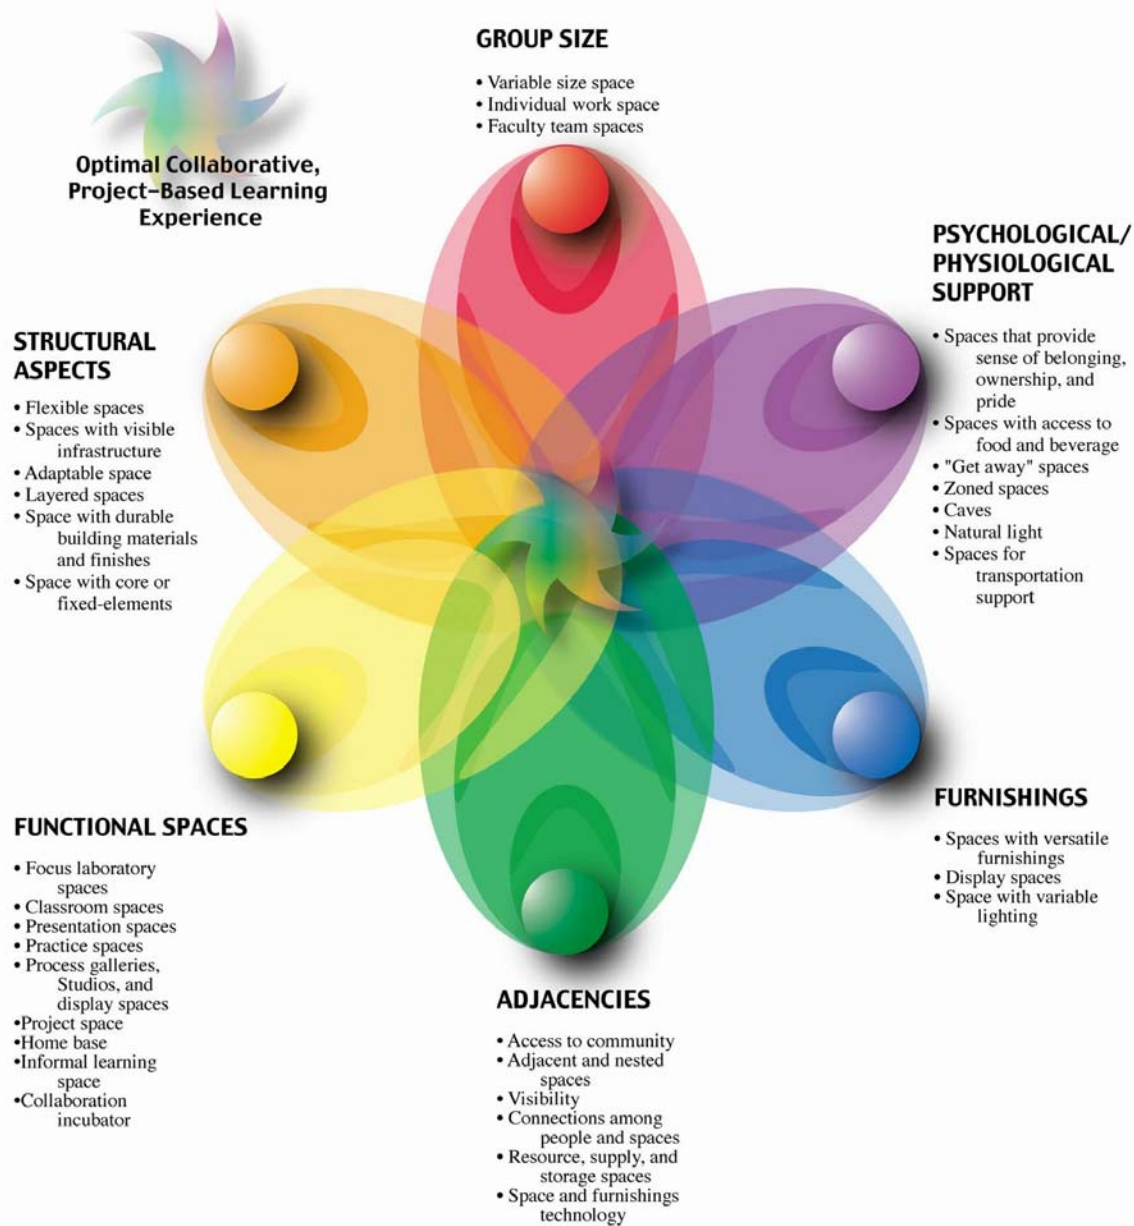 Optimal Collaborative,
Project-Based Learning
Experience
GROUP SIZE
• Variable size space
• Individual work space
• Faculty team spaces
PSYCHOLOGICAL/
PHYSIOLOGICAL
SUPPORT
• Spaces that provide
sense of belonging,
ownership, and
pride
• Spaces with access to
food and beverage
• "Get away" spaces
• Zoned spaces
• Caves
• Natural light
• Spaces for
transportation
support
STRUCTURAL
ASPECTS
• Flexible spaces
• Spaces with visible
infrastructure
• Adaptable space
• Layered spaces
• Space with durable
building materials
and finishes
• Space with core or
fixed-elements
FURNISHINGS
• Spaces with versatile
furnishings
• Display spaces
• Space with variable
lighting
FUNCTIONAL SPACES
• Focus laboratory
spaces
• Classroom spaces
• Presentation spaces
• Practice spaces
• Process galleries,
Studios, and
display spaces
•Project space
•Home base
•Informal learning
space
•Collaboration
incubator
ADJACENCIES
• Access to community
• Adjacent and nested
spaces
• Visibility
• Connections among
people and spaces
• Resource, supply, and
storage spaces
• Space and furnishings
technology